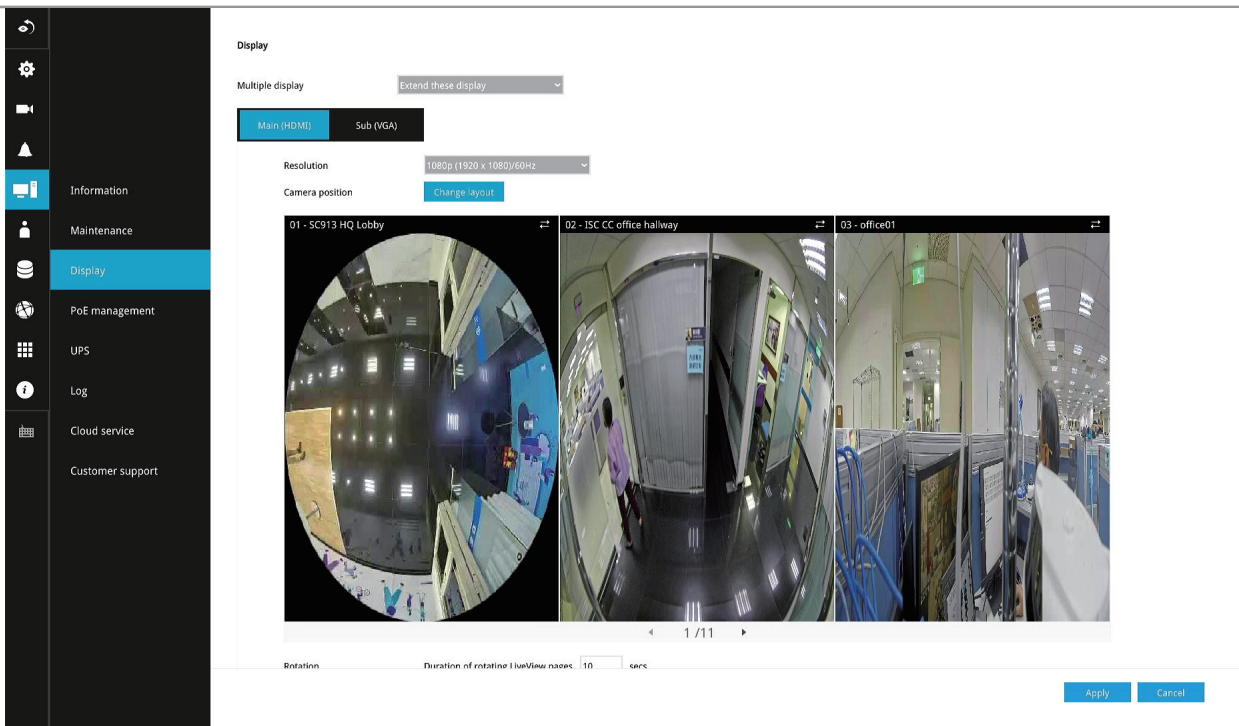 Display
Multiple display Extend these display
Main (HDMI) Sub (VGA)
Resolution 1080p (1920 x 1080)/60Hz
Camera position Change layout
01 - SC913 HQ Lobby
02 - ISC CC office hallway
03 - office01
1 /11
Rotation Duration of rotating LiveView pages 10 secs
Apply Cancel
Information
Maintenance
Display
PoE management
UPS
Log
Cloud service
Customer support